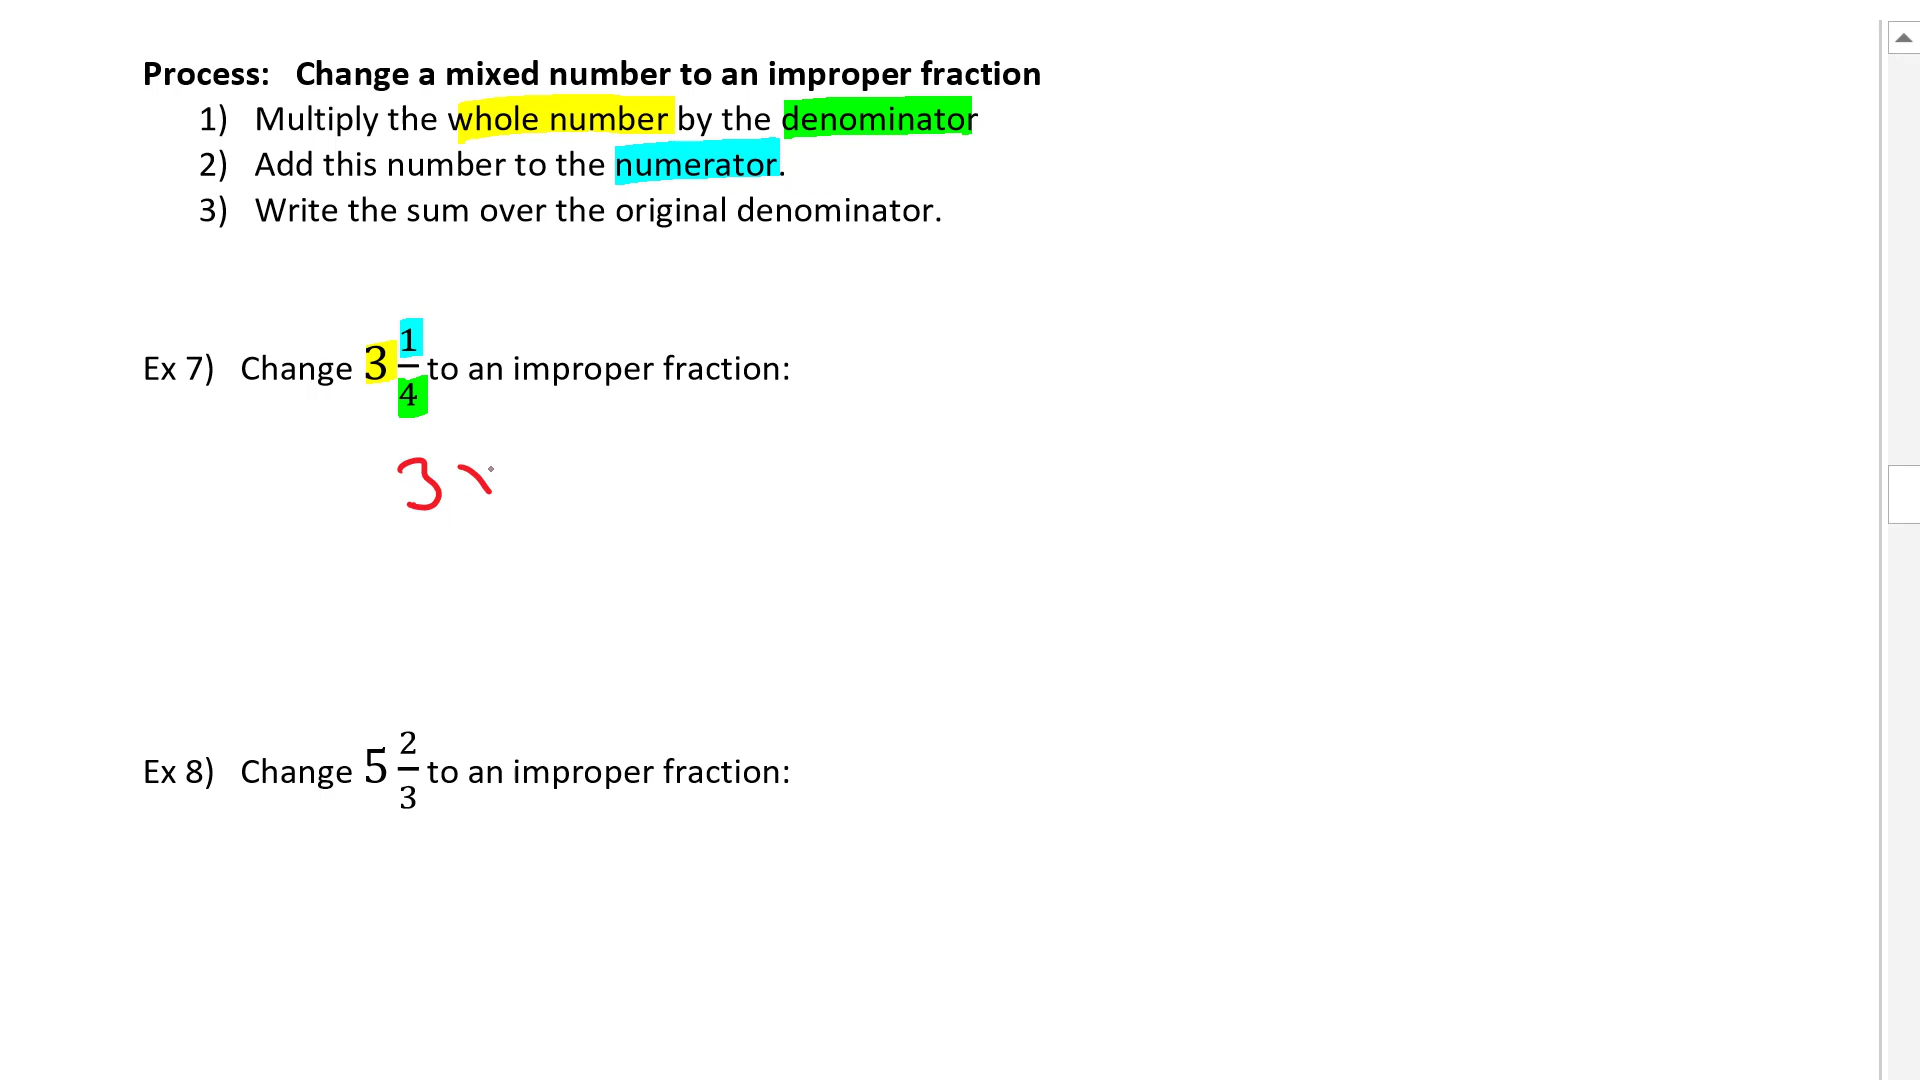 Process: Change a mixed number to an improper fraction
1) Multiply the whole number by the denominator
2) Add this number to the numerator.
3) Write the sum over the original denominator.
Ex 7) Change 3 1/4 to an improper fraction:
3 ×
Ex 8) Change 5 2/3 to an improper fraction: